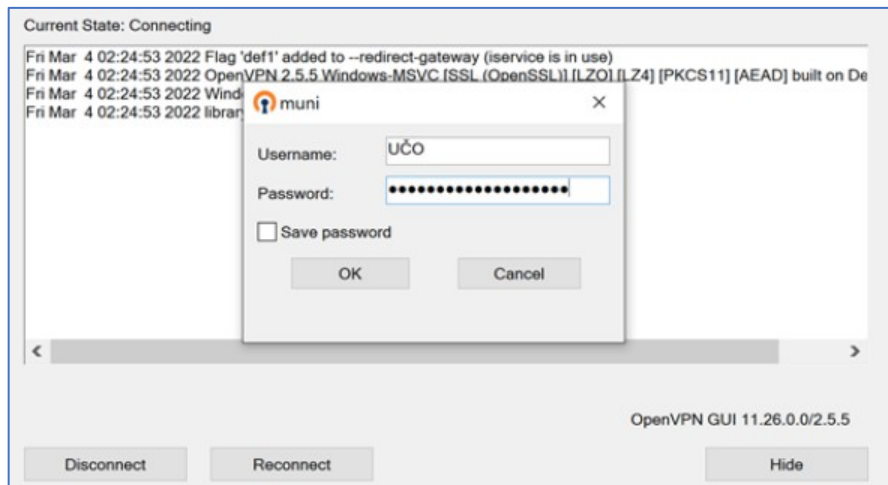 Current State: Connecting
Fri Mar 4 02:24:53 2022 Flag 'def1' added to --redirect-gateway (iservice is in use)
Fri Mar 4 02:24:53 2022 OpenVPN 2.5.5 Windows-MSVC [SSL (OpenSSL)] [LZO] [LZ4] [PKCS11] [AEAD] built on De
Fri Mar 4 02:24:53 2022 Wind
Fri Mar 4 02:24:53 2022 librar
muni
Username: UČO
Password: 
Save password
OK Cancel
OpenVPN GUI 11.26.0.0/2.5.5
Disconnect Reconnect Hide